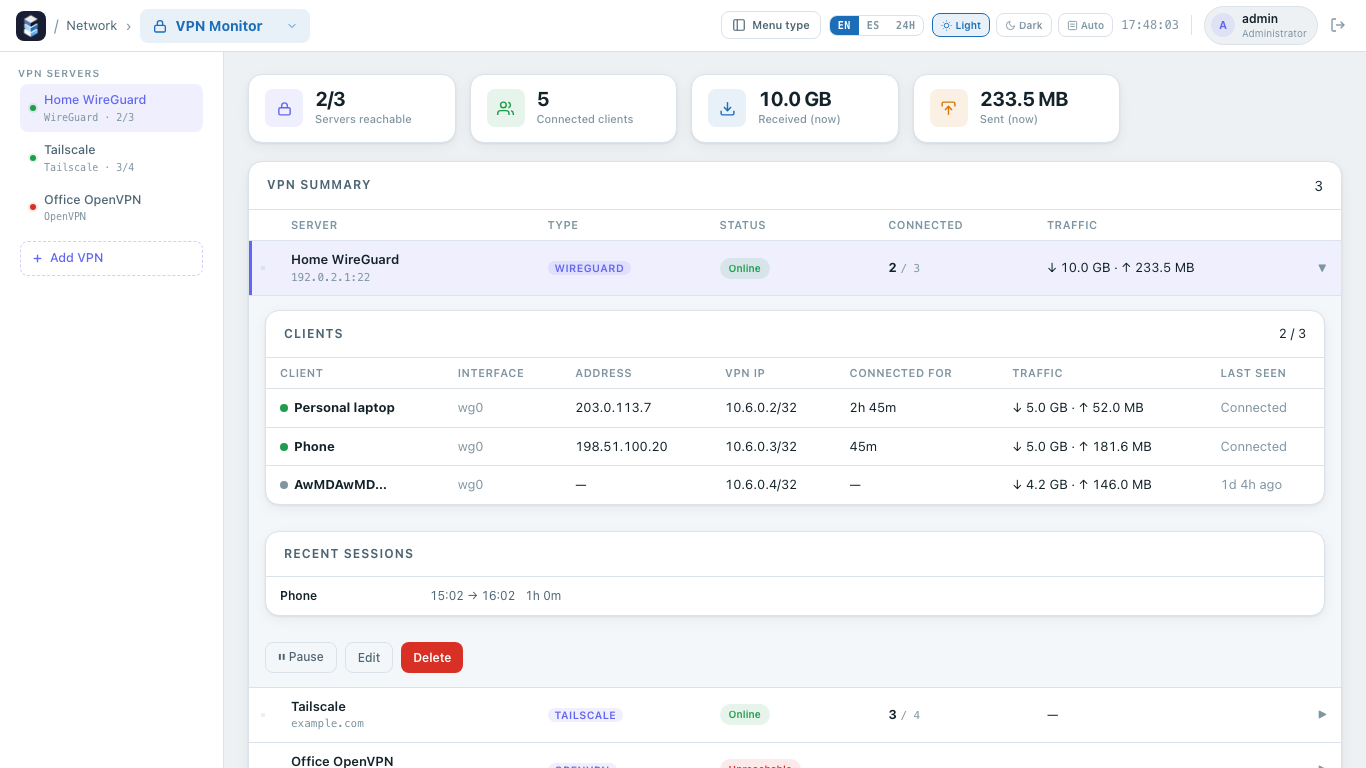 / Network › VPN Monitor
Menu type
EN ES 24H
Light
Dark
Auto
17:48:03
A
admin
Administrator
VPN SERVERS
Home WireGuard
WireGuard · 2/3
Tailscale
Tailscale · 3/4
Office OpenVPN
OpenVPN
+ Add VPN
2/3
Servers reachable
5
Connected clients
10.0 GB
Received (now)
233.5 MB
Sent (now)
VPN SUMMARY 3
SERVER TYPE STATUS CONNECTED TRAFFIC
Home WireGuard
192.0.2.1:22
WIREGUARD Online 2 / 3 ↓ 10.0 GB · ↑ 233.5 MB ▼
CLIENTS 2 / 3
CLIENT INTERFACE ADDRESS VPN IP CONNECTED FOR TRAFFIC LAST SEEN
Personal laptop wg0 203.0.113.7 10.6.0.2/32 2h 45m ↓ 5.0 GB · ↑ 52.0 MB Connected
Phone wg0 198.51.100.20 10.6.0.3/32 45m ↓ 5.0 GB · ↑ 181.6 MB Connected
AwMDAwMD... wg0 — 10.6.0.4/32 — ↓ 4.2 GB · ↑ 146.0 MB 1d 4h ago
RECENT SESSIONS
Phone 15:02 → 16:02 1h 0m
Pause Edit Delete
Tailscale
example.com
TAILSCALE Online 3 / 4 — ▶
Office OpenVPN
OPENVPN Unreachable